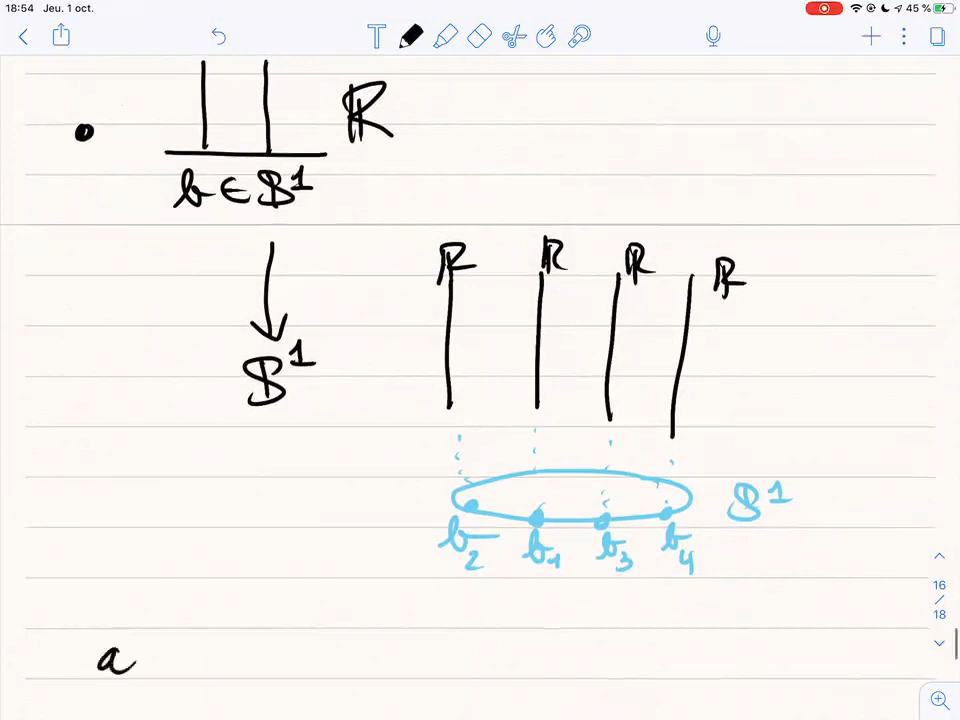 18:54 Jeu. 1 oct. 45 %
T
∐ ℝ
b ∈ 𝕊¹
ℝ ℝ ℝ ℝ
𝕊¹
𝕊¹
b₂ b₁ b₃ b₄
16
/
18
a